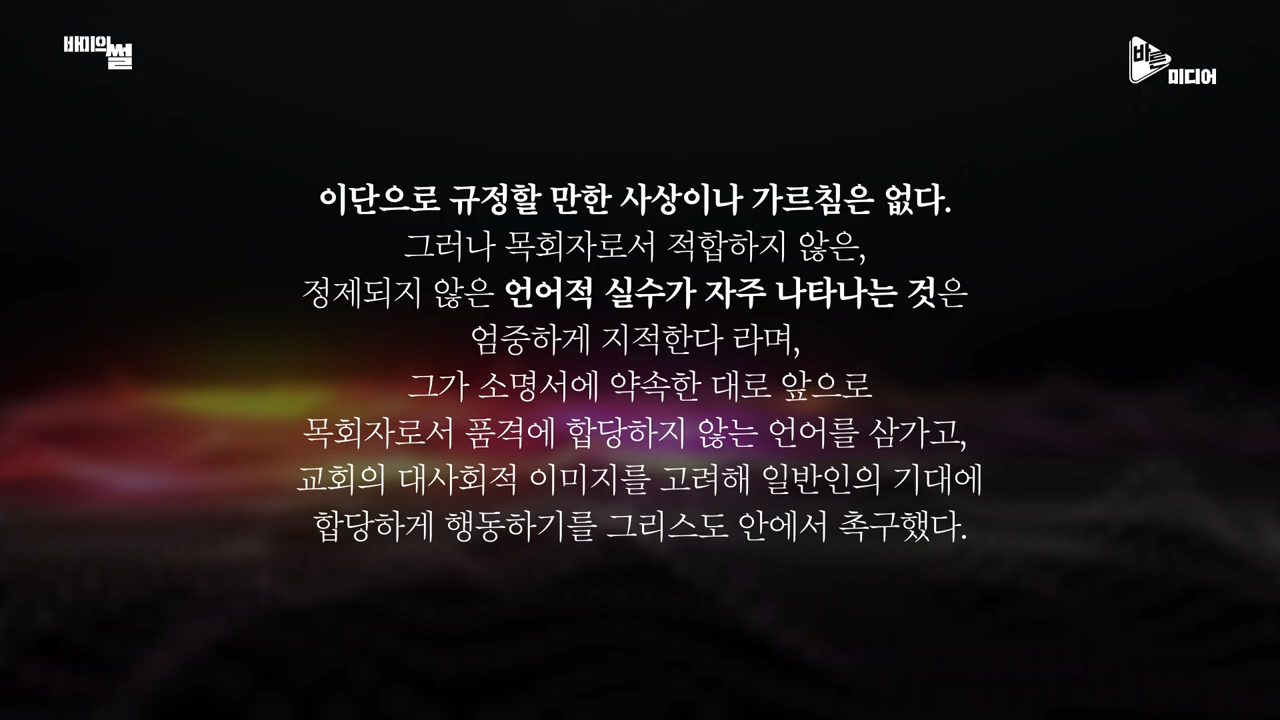 바미의썰
바른미디어
이단으로 규정할 만한 사상이나 가르침은 없다.
그러나 목회자로서 적합하지 않은,
정제되지 않은 언어적 실수가 자주 나타나는 것은
엄중하게 지적한다 라며,
그가 소명서에 약속한 대로 앞으로
목회자로서 품격에 합당하지 않는 언어를 삼가고,
교회의 대사회적 이미지를 고려해 일반인의 기대에
합당하게 행동하기를 그리스도 안에서 촉구했다.